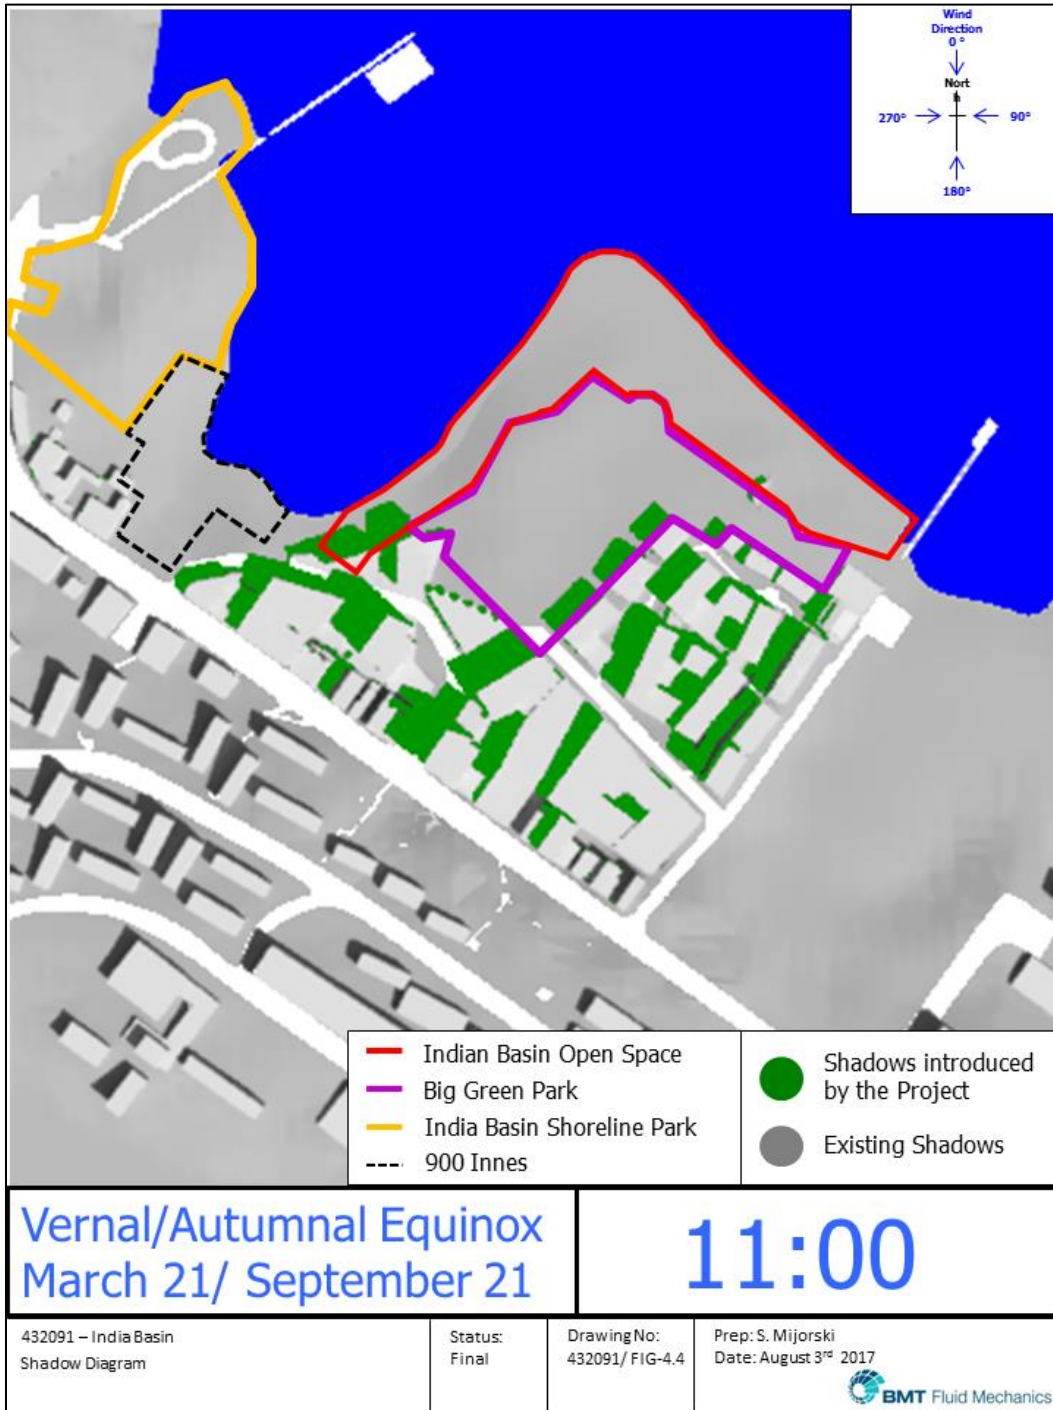 Wind
Direction
0 °
Nort
h
270°
90°
180°
Indian Basin Open Space
Big Green Park
India Basin Shoreline Park
900 Innes
Shadows introduced
by the Project
Existing Shadows
Vernal/Autumnal Equinox
March 21/ September 21
11:00
432091 – India Basin
Shadow Diagram
Status:
Final
Drawing No:
432091/ FIG-4.4
Prep: S. Mijorski
Date: August 3rd 2017
BMT Fluid Mechanics